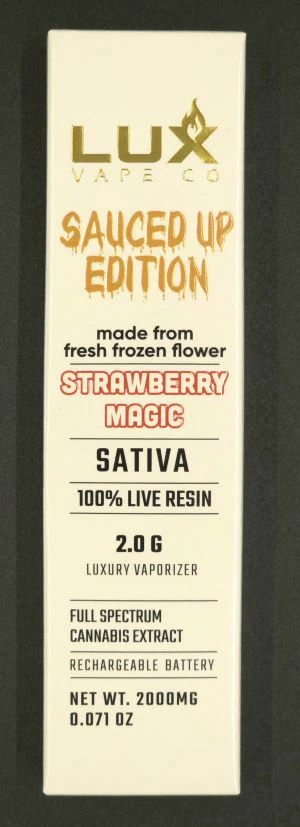 LUX
VAPE CO
SAUCED UP
EDITION
made from
fresh frozen flower
STRAWBERRY
MAGIC
SATIVA
100% LIVE RESIN
2.0 G
LUXURY VAPORIZER
FULL SPECTRUM
CANNABIS EXTRACT
RECHARGEABLE BATTERY
NET WT. 2000MG
0.071 OZ